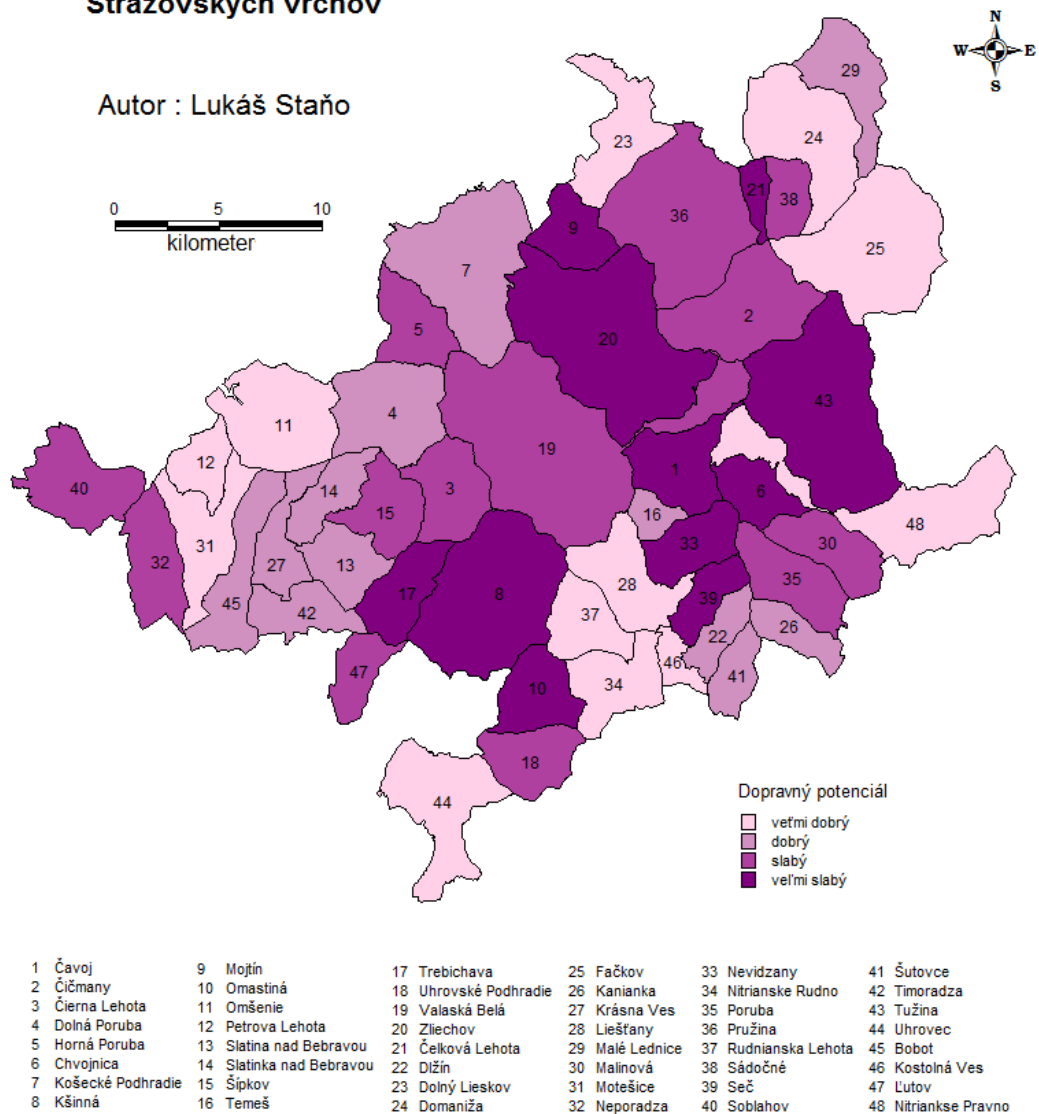 Strážovských vrchov
N
W E
S
Autor : Lukáš Staňo
0 5 10
kilometer
29
23
24
21
38
36
9
25
7
2
5
20
43
4
11
19
12
1
3
6
40
14
15
16
48
31
33
30
32
27
13
28
35
17
8
39
45
42
37
26
22
46
41
47
34
10
18
44
Dopravný potenciál
veľmi dobrý
dobrý
slabý
veľmi slabý
1 Čavoj
2 Čičmany
3 Čierna Lehota
4 Dolná Poruba
5 Horná Poruba
6 Chvojnica
7 Košecké Podhradie
8 Kšinná
9 Mojtín
10 Omastiná
11 Omšenie
12 Petrova Lehota
13 Slatina nad Bebravou
14 Slatinka nad Bebravou
15 Šípkov
16 Temeš
17 Trebichava
18 Uhrovské Podhradie
19 Valaská Belá
20 Zliechov
21 Čelková Lehota
22 Dlžín
23 Dolný Lieskov
24 Domaniža
25 Fačkov
26 Kanianka
27 Krásna Ves
28 Liešťany
29 Malé Lednice
30 Malinová
31 Motešice
32 Neporadza
33 Nevidzany
34 Nitrianske Rudno
35 Poruba
36 Pružina
37 Rudnianska Lehota
38 Sádočné
39 Seč
40 Soblahov
41 Šutovce
42 Timoradza
43 Tužina
44 Uhrovec
45 Bobot
46 Kostolná Ves
47 Ľutov
48 Nitriankse Pravno